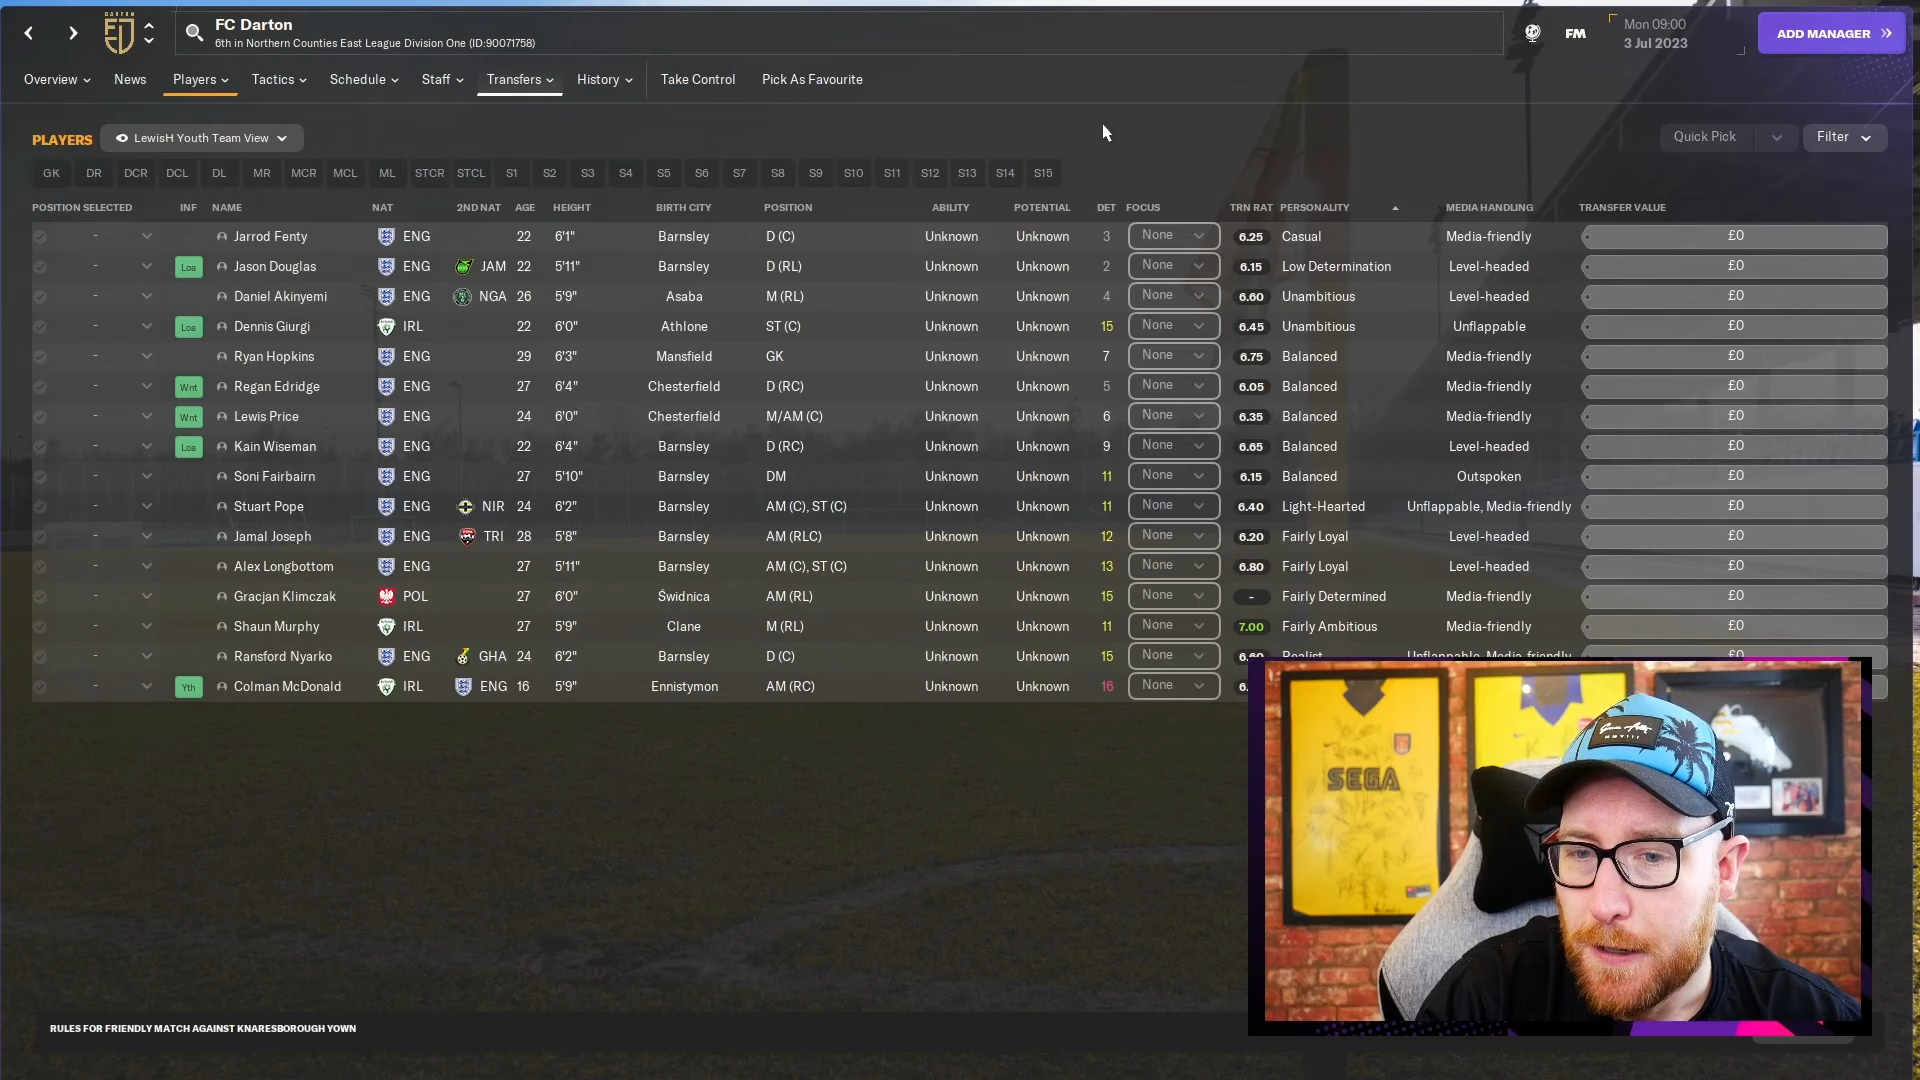 FC Darton
6th in Northern Counties East League Division One (ID:90071758)
FM
Mon 09:00
3 Jul 2023
ADD MANAGER
Overview News Players Tactics Schedule Staff Transfers History Take Control Pick As Favourite
PLAYERS LewisH Youth Team View Quick Pick Filter
GK DR DCR DCL DL MR MCR MCL ML STCR STCL S1 S2 S3 S4 S5 S6 S7 S8 S9 S10 S11 S12 S13 S14 S15
POSITION SELECTED INF NAME NAT 2ND NAT AGE HEIGHT BIRTH CITY POSITION ABILITY POTENTIAL DET FOCUS TRN RAT PERSONALITY MEDIA HANDLING TRANSFER VALUE
- Jarrod Fenty ENG 22 6'1" Barnsley D (C) Unknown Unknown 3 None 6.25 Casual Media-friendly £0
- Loa Jason Douglas ENG JAM 22 5'11" Barnsley D (RL) Unknown Unknown 2 None 6.15 Low Determination Level-headed £0
- Daniel Akinyemi ENG NGA 26 5'9" Asaba M (RL) Unknown Unknown 4 None 6.60 Unambitious Level-headed £0
- Loa Dennis Giurgi IRL 22 6'0" Athlone ST (C) Unknown Unknown 15 None 6.45 Unambitious Unflappable £0
- Ryan Hopkins ENG 29 6'3" Mansfield GK Unknown Unknown 7 None 6.75 Balanced Media-friendly £0
- Wnt Regan Edridge ENG 27 6'4" Chesterfield D (RC) Unknown Unknown 5 None 6.05 Balanced Media-friendly £0
- Wnt Lewis Price ENG 24 6'0" Chesterfield M/AM (C) Unknown Unknown 6 None 6.35 Balanced Media-friendly £0
- Loa Kain Wiseman ENG 22 6'4" Barnsley D (RC) Unknown Unknown 9 None 6.65 Balanced Level-headed £0
- Soni Fairbairn ENG 27 5'10" Barnsley DM Unknown Unknown 11 None 6.15 Balanced Outspoken £0
- Stuart Pope ENG NIR 24 6'2" Barnsley AM (C), ST (C) Unknown Unknown 11 None 6.40 Light-Hearted Unflappable, Media-friendly £0
- Jamal Joseph ENG TRI 28 5'8" Barnsley AM (RLC) Unknown Unknown 12 None 6.20 Fairly Loyal Level-headed £0
- Alex Longbottom ENG 27 5'11" Barnsley AM (C), ST (C) Unknown Unknown 13 None 6.80 Fairly Loyal Level-headed £0
- Gracjan Klimczak POL 27 6'0" Świdnica AM (RL) Unknown Unknown 15 None - Fairly Determined Media-friendly £0
- Shaun Murphy IRL 27 5'9" Clane M (RL) Unknown Unknown 11 None 7.00 Fairly Ambitious Media-friendly £0
- Ransford Nyarko ENG GHA 24 6'2" Barnsley D (C) Unknown Unknown 15 None 6.60 Realist Unflappable, Media-friendly £0
- Yth Colman McDonald IRL ENG 16 5'9" Ennistymon AM (RC) Unknown Unknown 16 None 6.
SEGA
RULES FOR FRIENDLY MATCH AGAINST KNARESBOROUGH YOWN